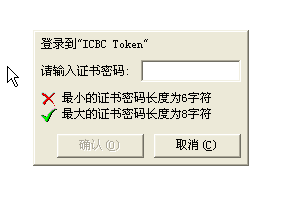 登录到"ICBC Token"
请输入证书密码:
最小的证书密码长度为6字符
最大的证书密码长度为8字符
确认(O) 取消(C)